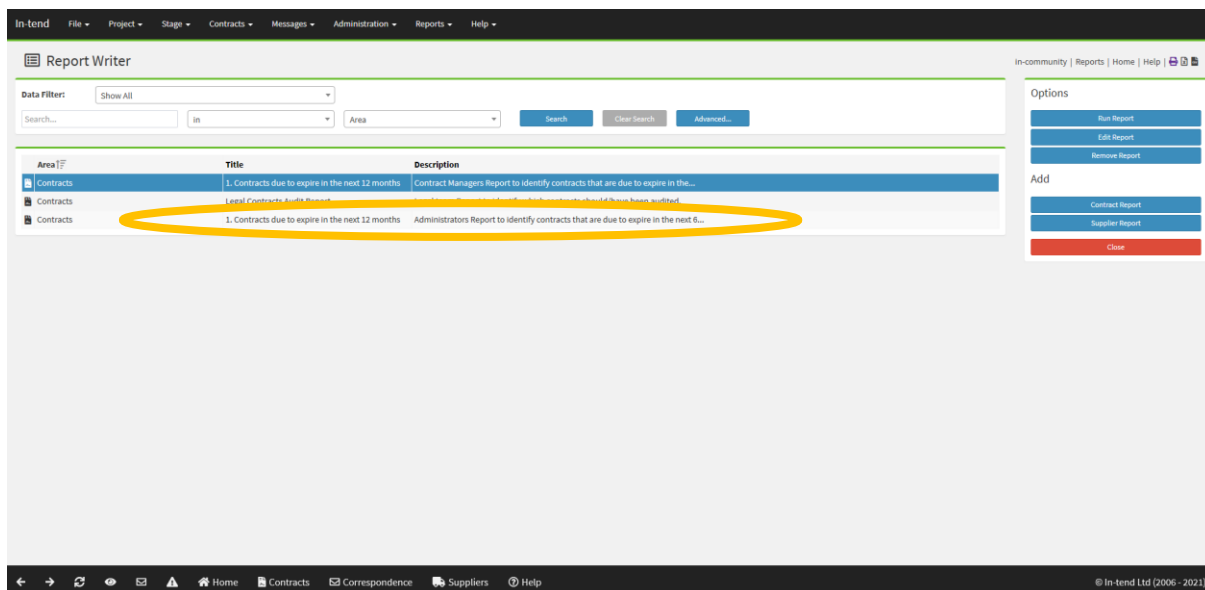 In-tend File Project Stage Contracts Messages Administration Reports Help
Report Writer
in-community | Reports | Home | Help |
Data Filter: Show All
Search... in Area Search Clear Search Advanced...
Area Title Description
Contracts 1. Contracts due to expire in the next 12 months Contract Managers Report to identify contracts that are due to expire in the...
Contracts Legal Contracts Audit Report should/have been audited.
Contracts 1. Contracts due to expire in the next 12 months Administrators Report to identify contracts that are due to expire in the next 6...
Options
Run Report
Edit Report
Remove Report
Add
Contract Report
Supplier Report
Close
Home Contracts Correspondence Suppliers Help © In-tend Ltd (2006 - 2021)